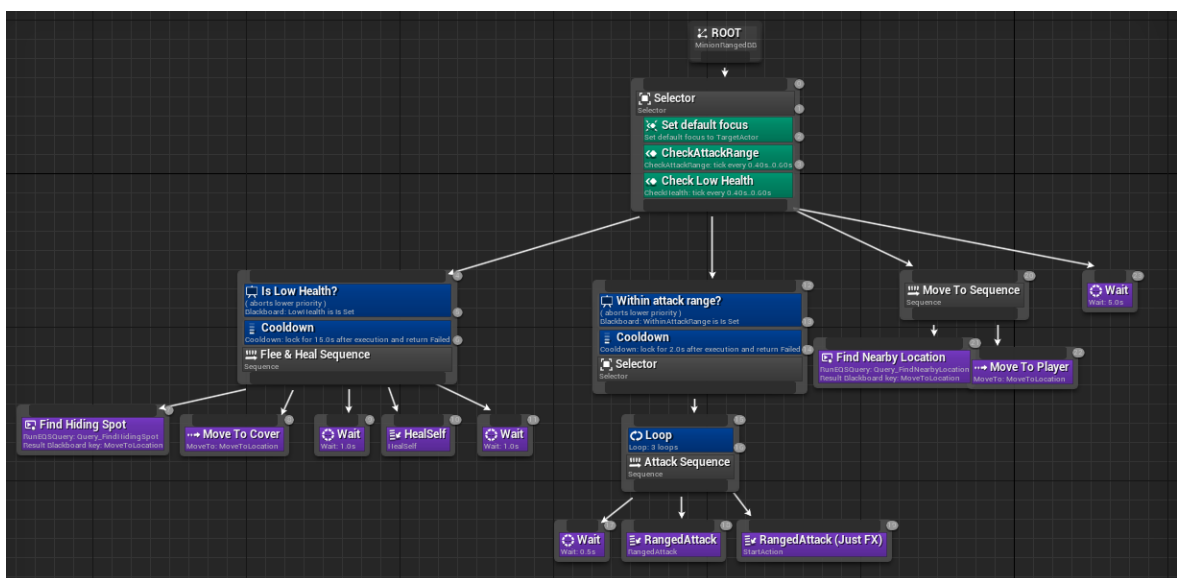 ROOT
MinionRangedBB
Selector
Selector
Set default focus
Set default focus to TargetActor
CheckAttackRange
CheckAttackRange: tick every 0.40s..0.60s
Check Low Health
CheckHealth: tick every 0.40s..0.60s
Is Low Health?
( aborts lower priority )
Blackboard: LowHealth is Is Set
Cooldown
Cooldown: lock for 15.0s after execution and return Failed
Flee & Heal Sequence
Sequence
Find Hiding Spot
RunEQSQuery: Query_FindHidingSpot
Result Blackboard key: MoveToLocation
Move To Cover
MoveTo: MoveToLocation
Wait
Wait: 1.0s
HealSelf
HealSelf
Wait
Wait: 1.0s
Within attack range?
( aborts lower priority )
Blackboard: WithinAttackRange is Is Set
Cooldown
Cooldown: lock for 2.0s after execution and return Failed
Selector
Selector
Loop
Loop: 3 loops
Attack Sequence
Sequence
Wait
Wait: 0.5s
RangedAttack
RangedAttack
RangedAttack (Just FX)
StartAction
Move To Sequence
Sequence
Find Nearby Location
RunEQSQuery: Query_FindNearbyLocation
Result Blackboard key: MoveToLocation
Move To Player
MoveTo: MoveToLocation
Wait
Wait: 5.0s